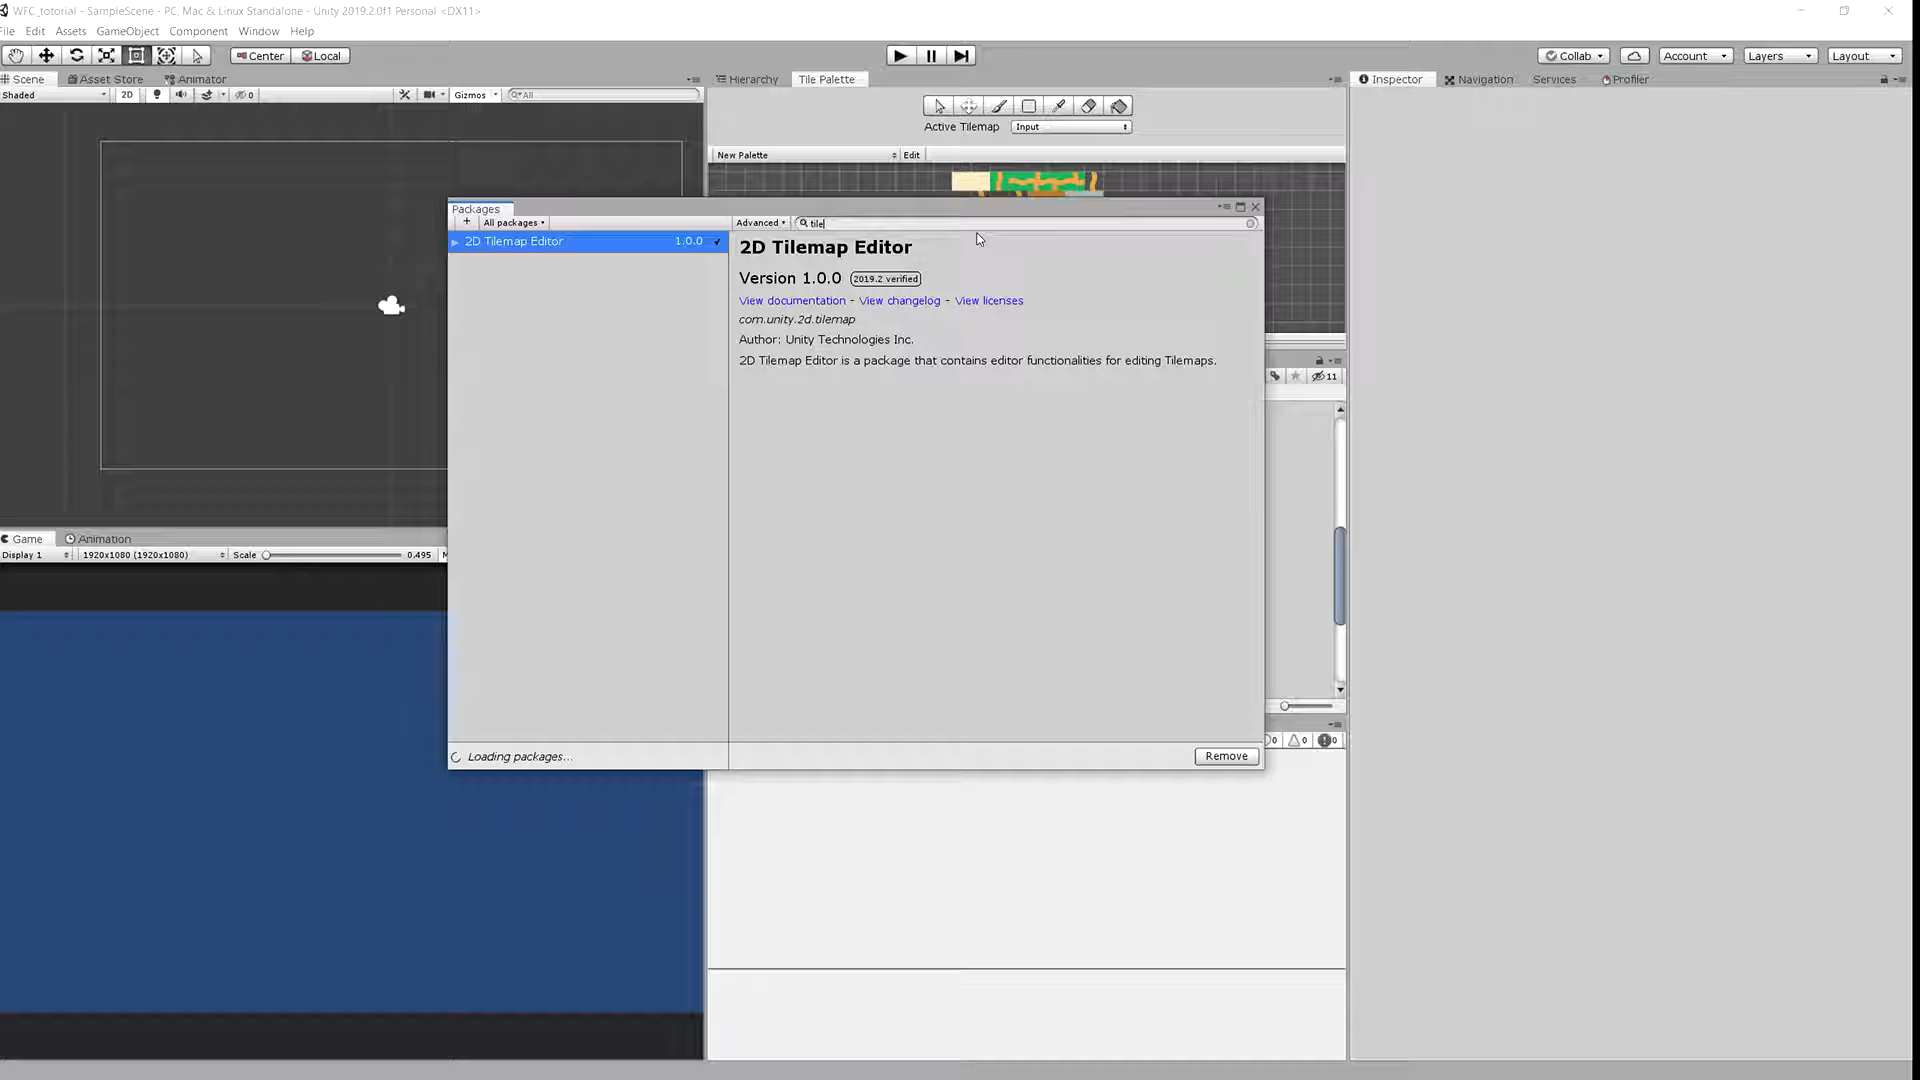 WFC_totorial - SampleScene - PC, Mac & Linux Standalone - Unity 2019.2.0f1 Personal <DX11>
File Edit Assets GameObject Component Window Help
Center Local
Collab Account Layers Layout
Scene Asset Store Animator
Hierarchy Tile Palette
Inspector Navigation Services Profiler
Shaded 2D 0 Gizmos All
Active Tilemap Input
New Palette Edit
Packages
+ All packages Advanced tile
2D Tilemap Editor 1.0.0
2D Tilemap Editor
Version 1.0.0 2019.2 verified
View documentation - View changelog - View licenses
com.unity.2d.tilemap
Author: Unity Technologies Inc.
2D Tilemap Editor is a package that contains editor functionalities for editing Tilemaps.
11
Game Animation
Display 1 1920x1080 (1920x1080) Scale 0.495
0 0 0
Loading packages... Remove